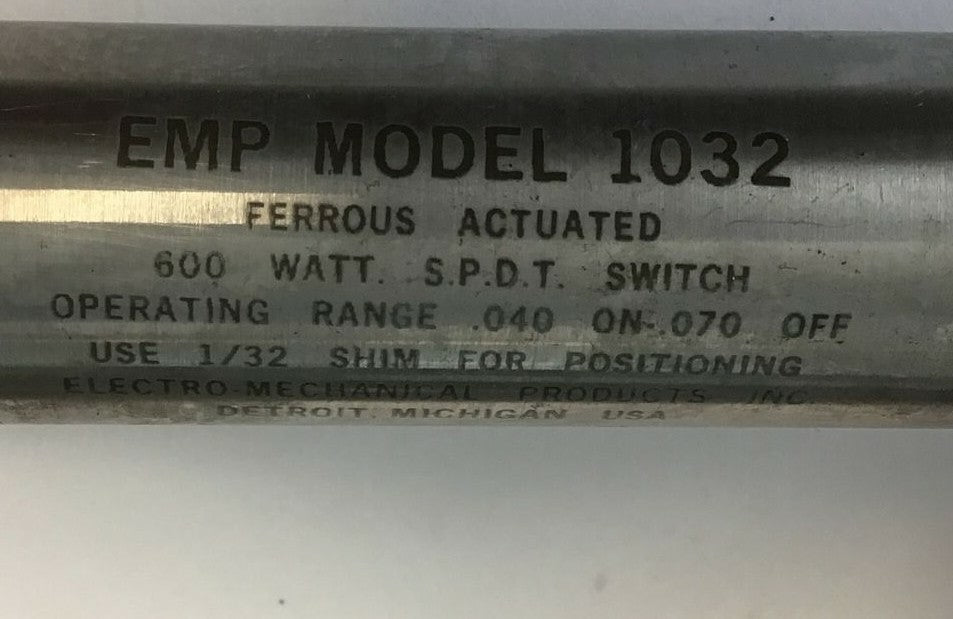 EMP MODEL 1032
FERROUS ACTUATED
600 WATT. S.P.D.T. SWITCH
OPERATING RANGE .040 ON-.070 OFF
USE 1/32 SHIM FOR POSITIONING
ELECTRO-MECHANICAL PRODUCTS INC.
DETROIT, MICHIGAN USA